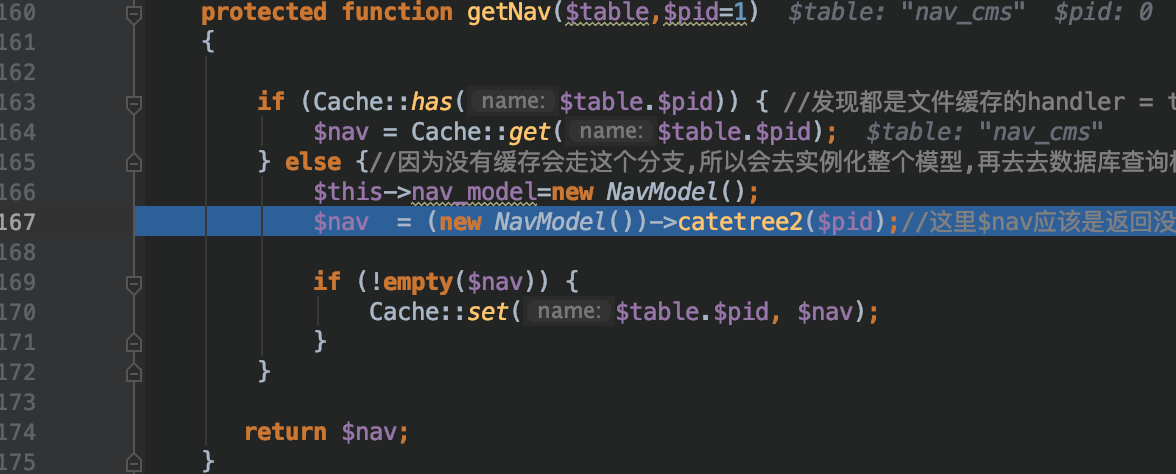 160 protected function getNav($table,$pid=1) $table: "nav_cms" $pid: 0
161 {
162
163 if (Cache::has( name: $table.$pid)) { //发现都是文件缓存的handler = t
164 $nav = Cache::get( name: $table.$pid); $table: "nav_cms"
165 } else {//因为没有缓存会走这个分支,所以会去实例化整个模型,再去去数据库查询
166 $this->nav_model=new NavModel();
167 $nav = (new NavModel())->catetree2($pid);//这里$nav应该是返回没
168
169 if (!empty($nav)) {
170 Cache::set( name: $table.$pid, $nav);
171 }
172 }
173
174 return $nav;
175 }